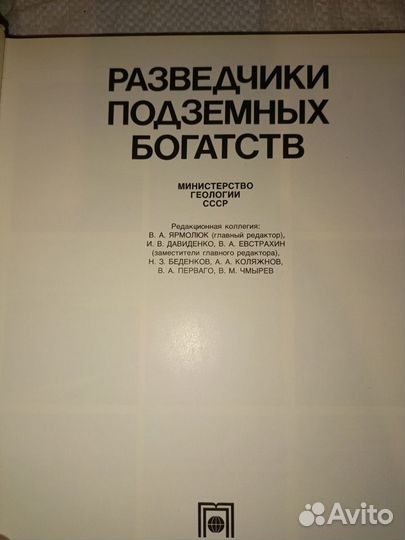 РАЗВЕДЧИКИ
ПОДЗЕМНЫХ
БОГАТСТВ
МИНИСТЕРСТВО
ГЕОЛОГИИ
СССР
Редакционная коллегия:
В. А. ЯРМОЛЮК (главный редактор),
И. В. ДАВИДЕНКО, В. А. ЕВСТРАХИН
(заместители главного редактора),
Н. З. БЕДЕНКОВ, А. А. КОЛЯЖНОВ,
В. А. ПЕРВАГО, В. М. ЧМЫРЕВ
Avito